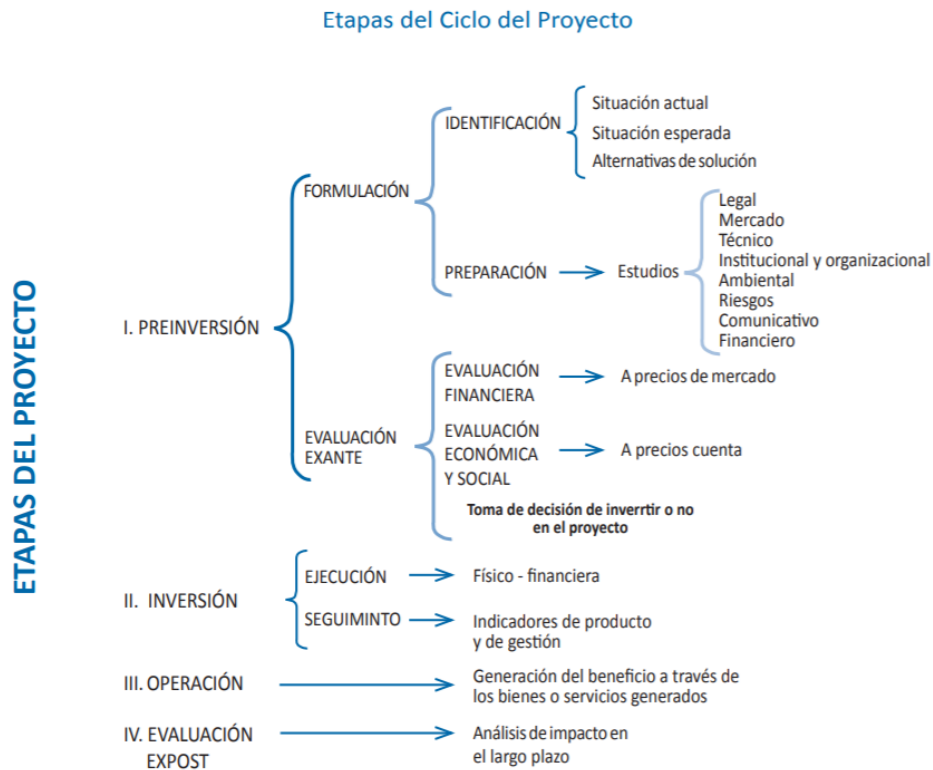 Etapas del Ciclo del Proyecto
ETAPAS DEL PROYECTO
I. PREINVERSIÓN
FORMULACIÓN
IDENTIFICACIÓN
Situación actual
Situación esperada
Alternativas de solución
PREPARACIÓN
Estudios
Legal
Mercado
Técnico
Institucional y organizacional
Ambiental
Riesgos
Comunicativo
Financiero
EVALUACIÓN
EXANTE
EVALUACIÓN
FINANCIERA
A precios de mercado
EVALUACIÓN
ECONÓMICA
Y SOCIAL
A precios cuenta
Toma de decisión de inverrtir o no
en el proyecto
II. INVERSIÓN
EJECUCIÓN
Físico - financiera
SEGUIMINTO
Indicadores de producto
y de gestión
III. OPERACIÓN
Generación del beneficio a través de
los bienes o servicios generados
IV. EVALUACIÓN
EXPOST
Análisis de impacto en
el largo plazo